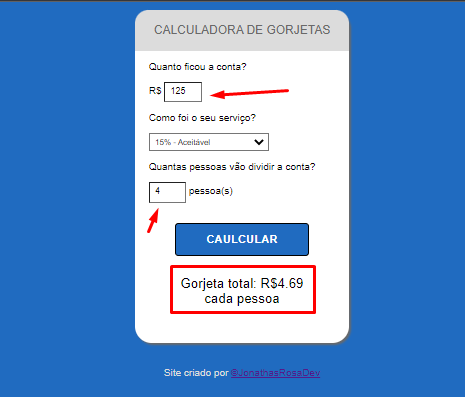 CALCULADORA DE GORJETAS
Quanto ficou a conta?
R$ 125
Como foi o seu serviço?
15% - Aceitável
Quantas pessoas vão dividir a conta?
4 pessoa(s)
CAULCULAR
Gorjeta total: R$4.69
cada pessoa
Site criado por @JonathasRosaDev